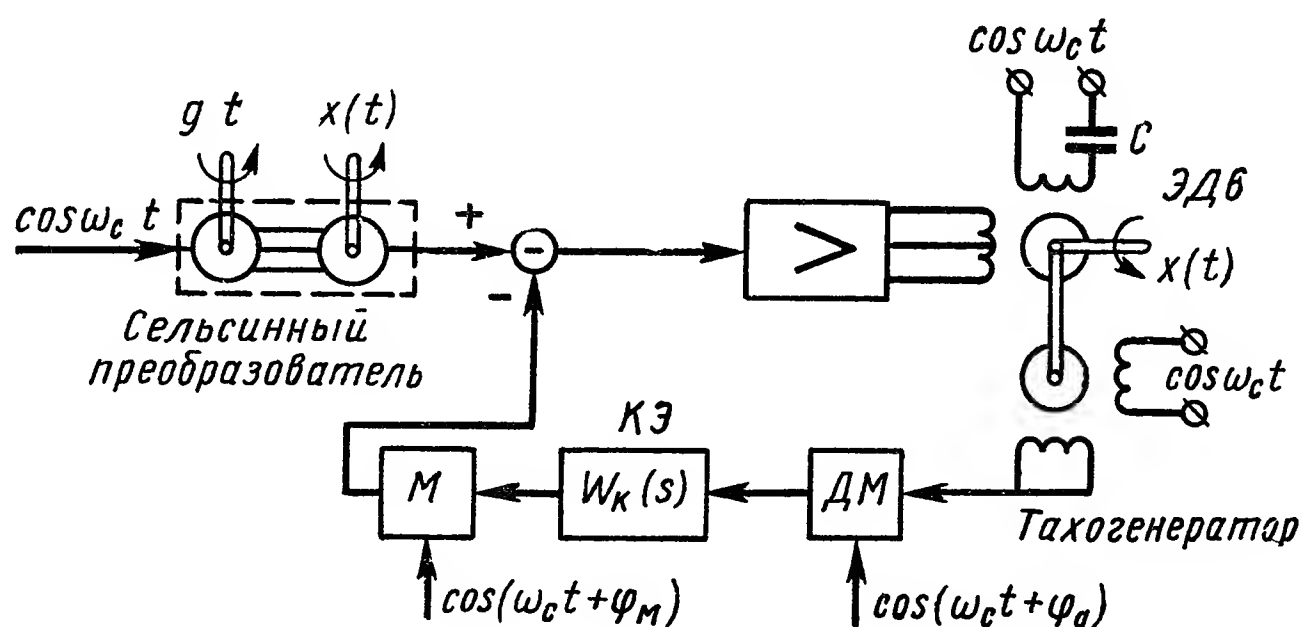 cos ω_c t
g t
x(t)
cos ω_c t
C
ЭДв
+
-
-
>
x(t)
Сельсинный
преобразователь
cos ω_c t
КЭ
М
W_К(s)
ДМ
Тахогенератор
cos(ω_c t+φ_М)
cos(ω_c t+φ_д)